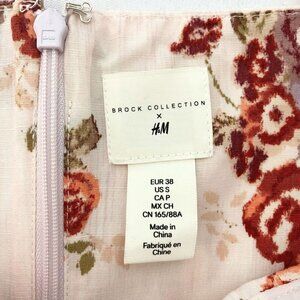 BROCK COLLECTION
x
H&M
EUR 38
US S
CA P
MX CH
CN 165/88A
Made in
China
Fabriqué en
Chine